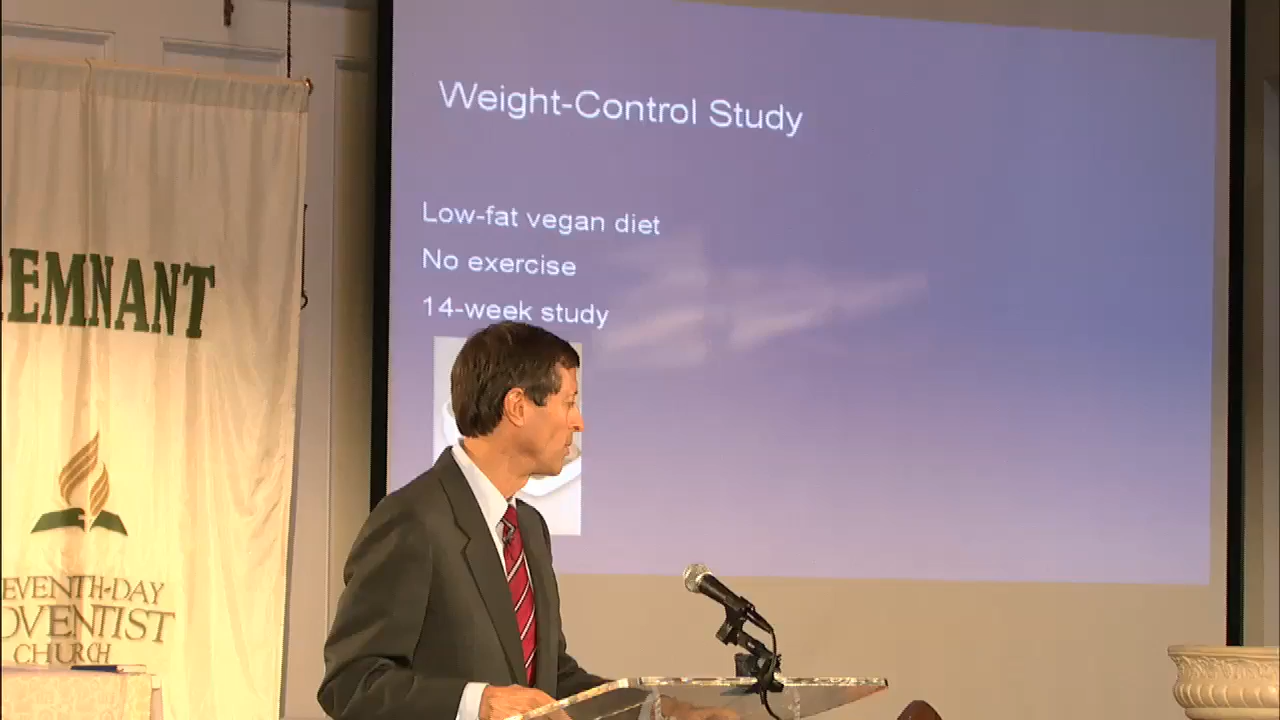 Weight-Control Study
Low-fat vegan diet
No exercise
14-week study
REMNANT
EVENTH-DAY
DVENTIST
CHURCH